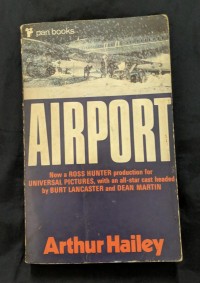 pan books
AIRPORT
Now a ROSS HUNTER production for
UNIVERSAL PICTURES, with an all-star cast headed
by BURT LANCASTER and DEAN MARTIN
Arthur Hailey